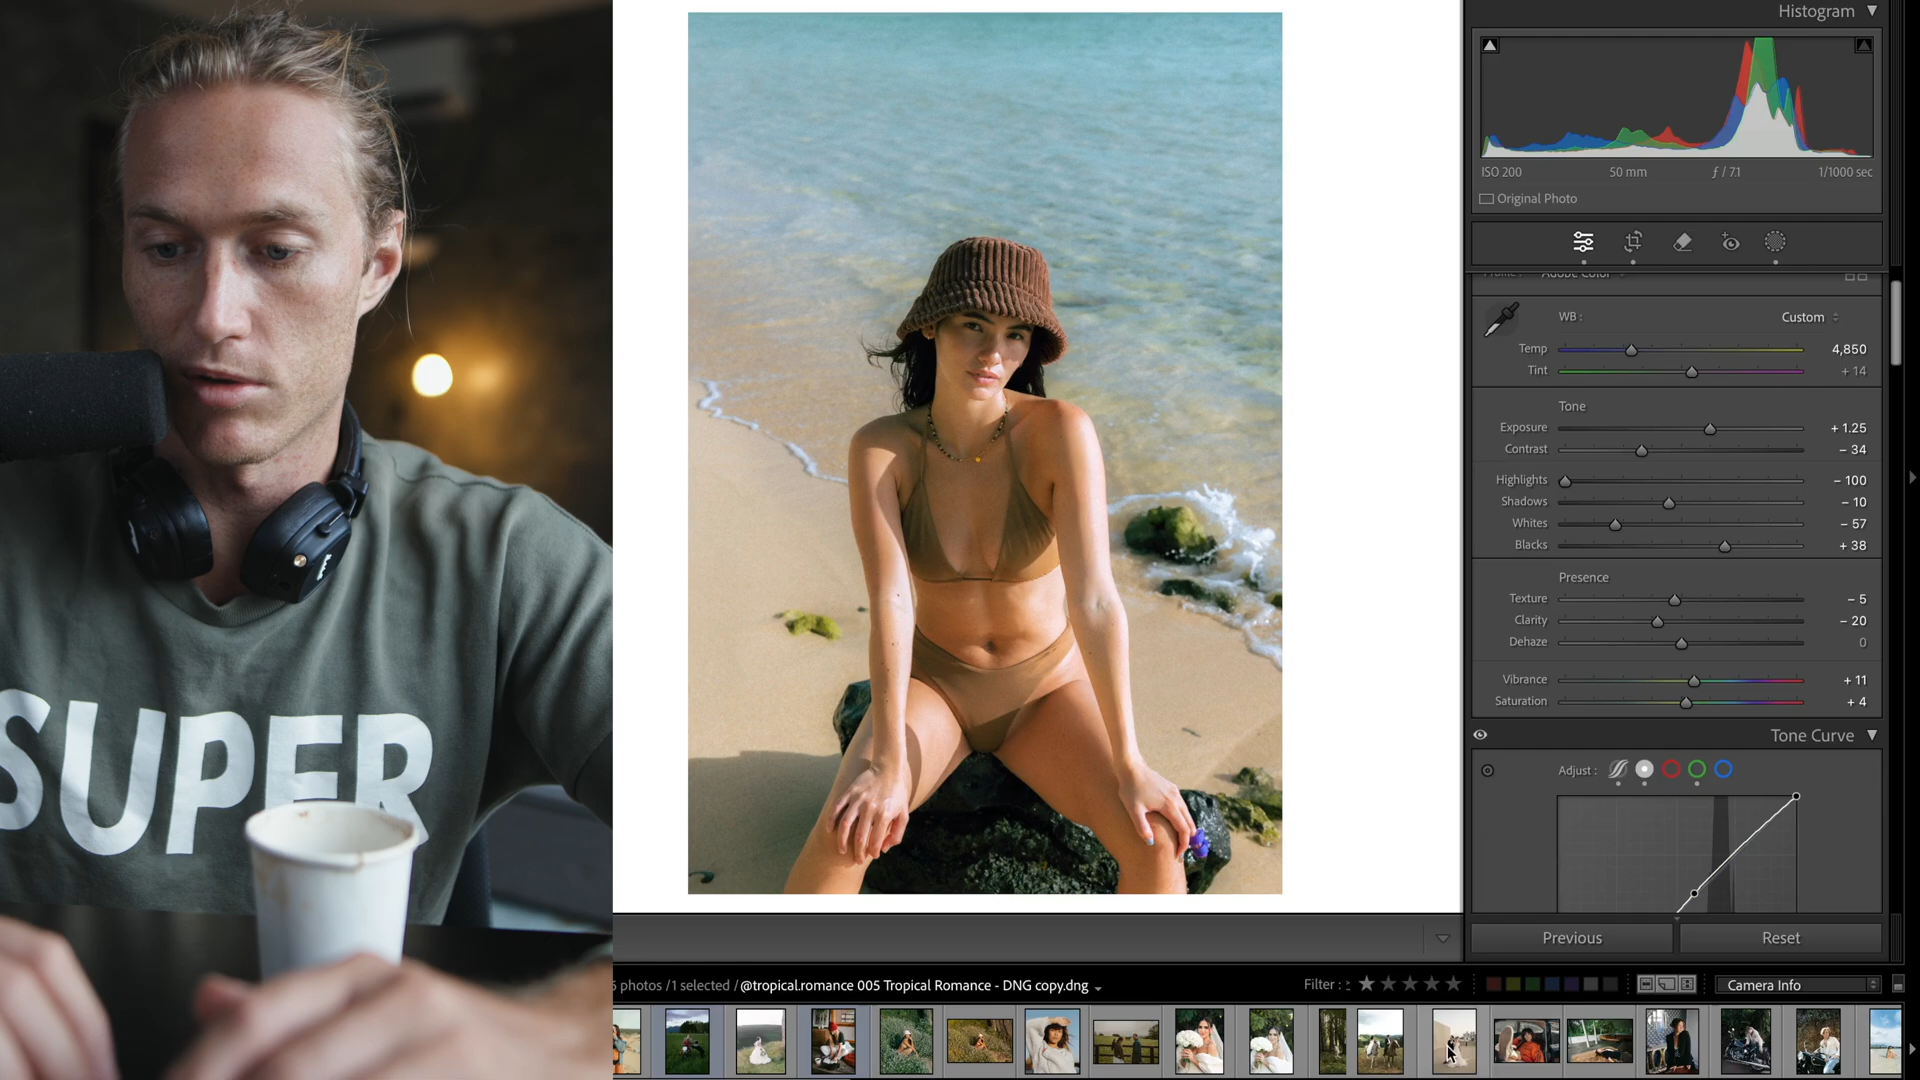 Histogram
ISO 200 50 mm ƒ / 7.1 1/1000 sec
Original Photo
Adobe Color
WB : Custom
Temp 4,850
Tint + 14
Tone
Exposure + 1.25
Contrast − 34
Highlights − 100
Shadows − 10
Whites − 57
Blacks + 38
Presence
Texture − 5
Clarity − 20
Dehaze 0
Vibrance + 11
Saturation + 4
Tone Curve
Adjust :
Previous Reset
SUPER
photos /1 selected / @tropical.romance 005 Tropical Romance - DNG copy.dng
Filter :
Camera Info